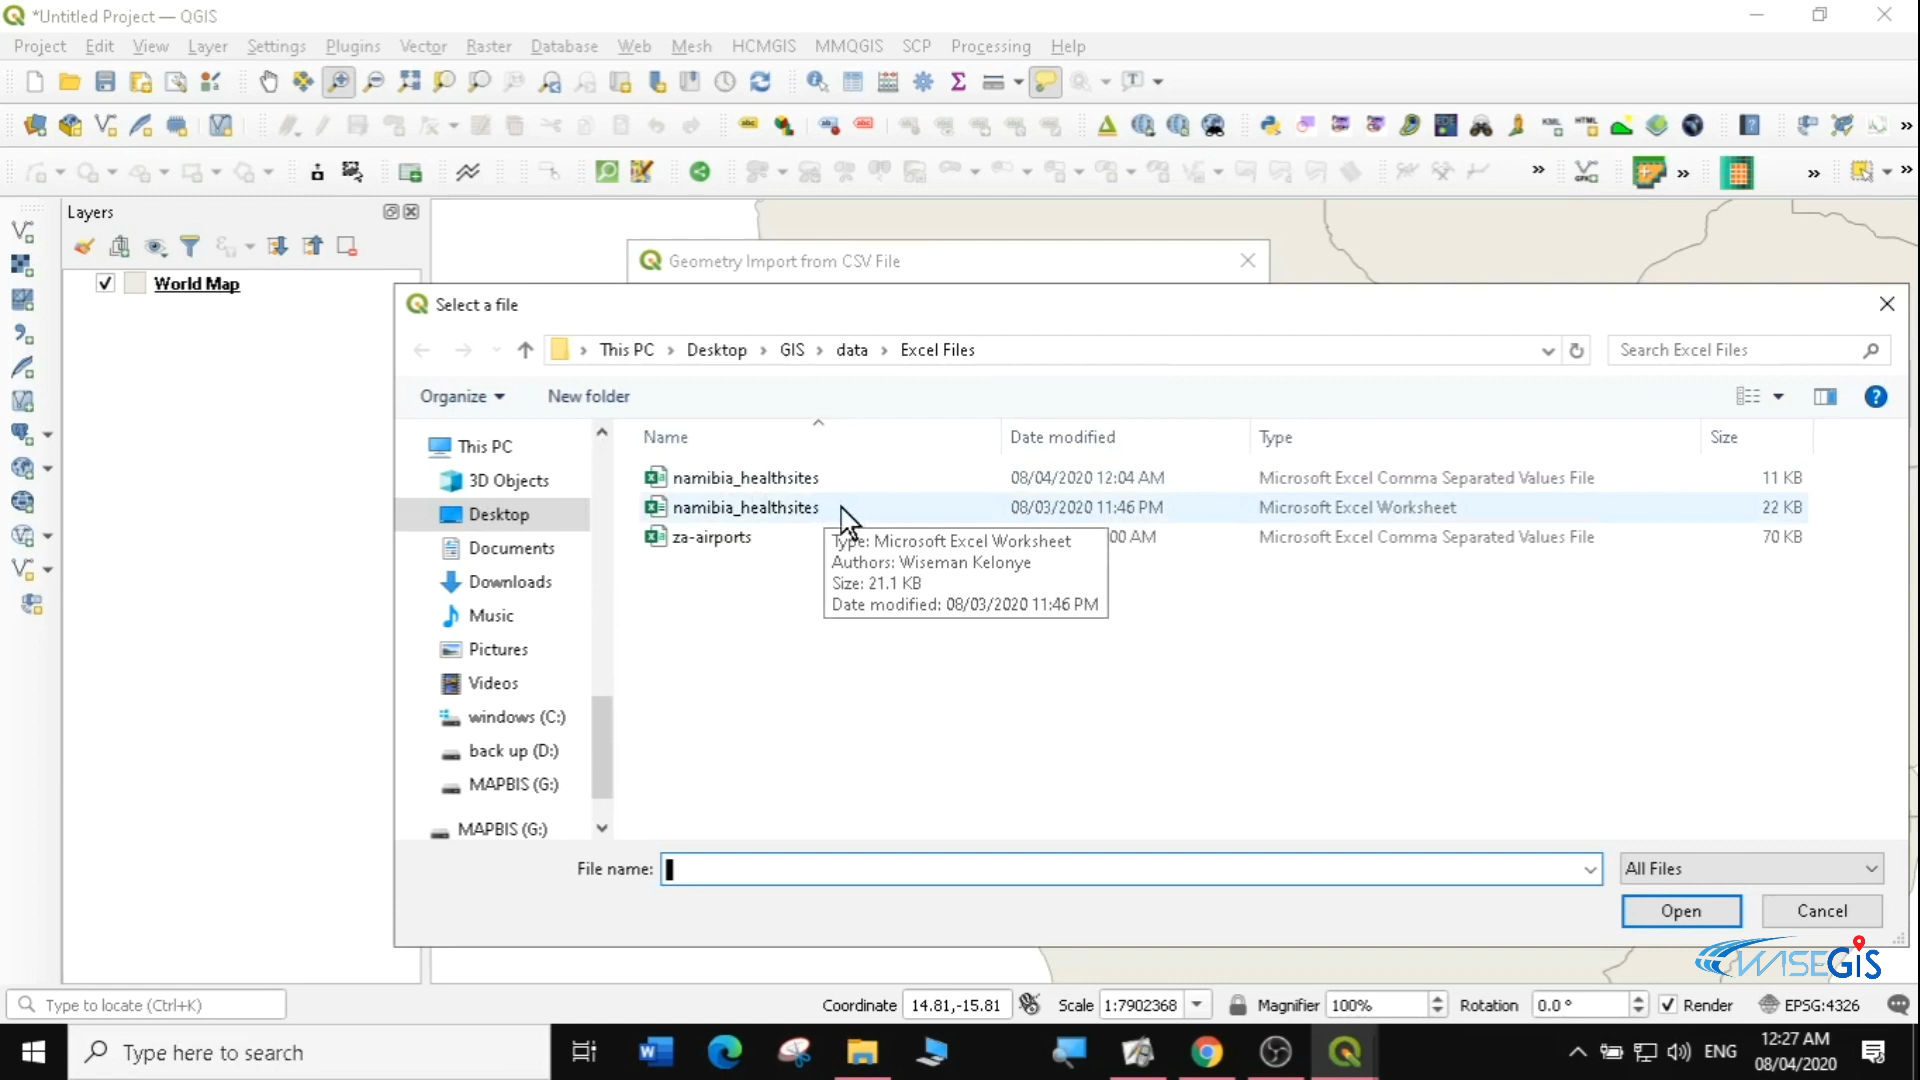 *Untitled Project — QGIS
Project Edit View Layer Settings Plugins Vector Raster Database Web Mesh HCMGIS MMQGIS SCP Processing Help
Layers
World Map
Geometry Import from CSV File
Select a file
This PC › Desktop › GIS › data › Excel Files
Search Excel Files
Organize New folder
This PC
3D Objects
Desktop
Documents
Downloads
Music
Pictures
Videos
windows (C:)
back up (D:)
MAPBIS (G:)
MAPBIS (G:)
Name Date modified Type Size
namibia_healthsites 08/04/2020 12:04 AM Microsoft Excel Comma Separated Values File 11 KB
namibia_healthsites 08/03/2020 11:46 PM Microsoft Excel Worksheet 22 KB
za-airports 00 AM Microsoft Excel Comma Separated Values File 70 KB
Type: Microsoft Excel Worksheet
Authors: Wiseman Kelonye
Size: 21.1 KB
Date modified: 08/03/2020 11:46 PM
File name: All Files
Open Cancel
WISEGIS
Type to locate (Ctrl+K) Coordinate 14.81,-15.81 Scale 1:7902368 Magnifier 100% Rotation 0.0 ° Render EPSG:4326
Type here to search
ENG
12:27 AM
08/04/2020